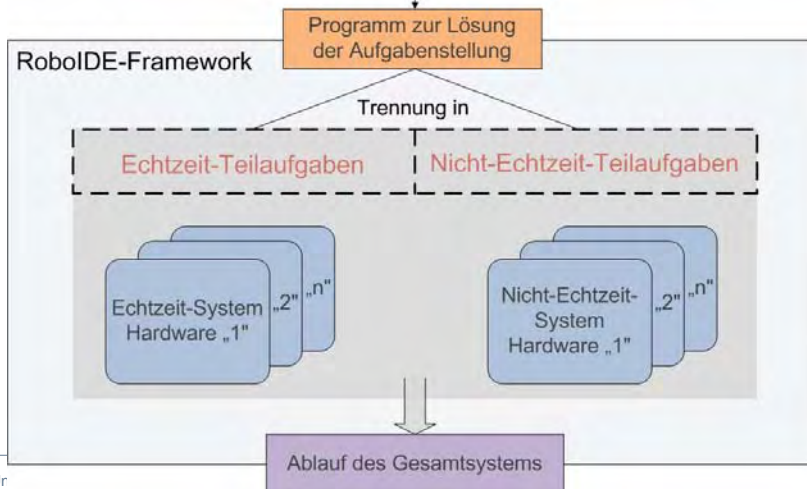 Programm zur Lösung
der Aufgabenstellung
RoboIDE-Framework
Trennung in
Echtzeit-Teilaufgaben
Nicht-Echtzeit-Teilaufgaben
Echtzeit-System
Hardware „1"
„2"
„n"
Nicht-Echtzeit-
System
Hardware „1"
„2"
„n"
Ablauf des Gesamtsystems